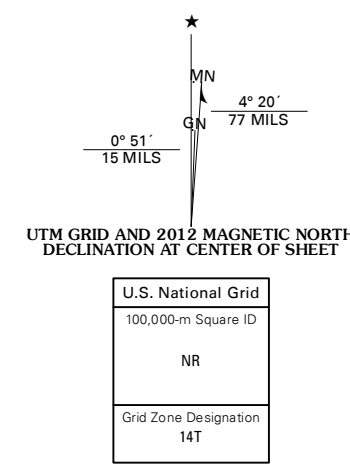 ★
MN
4° 20´
77 MILS
GN
0° 51´
15 MILS
UTM GRID AND 2012 MAGNETIC NORTH
DECLINATION AT CENTER OF SHEET
U.S. National Grid
100,000-m Square ID
NR
Grid Zone Designation
14T